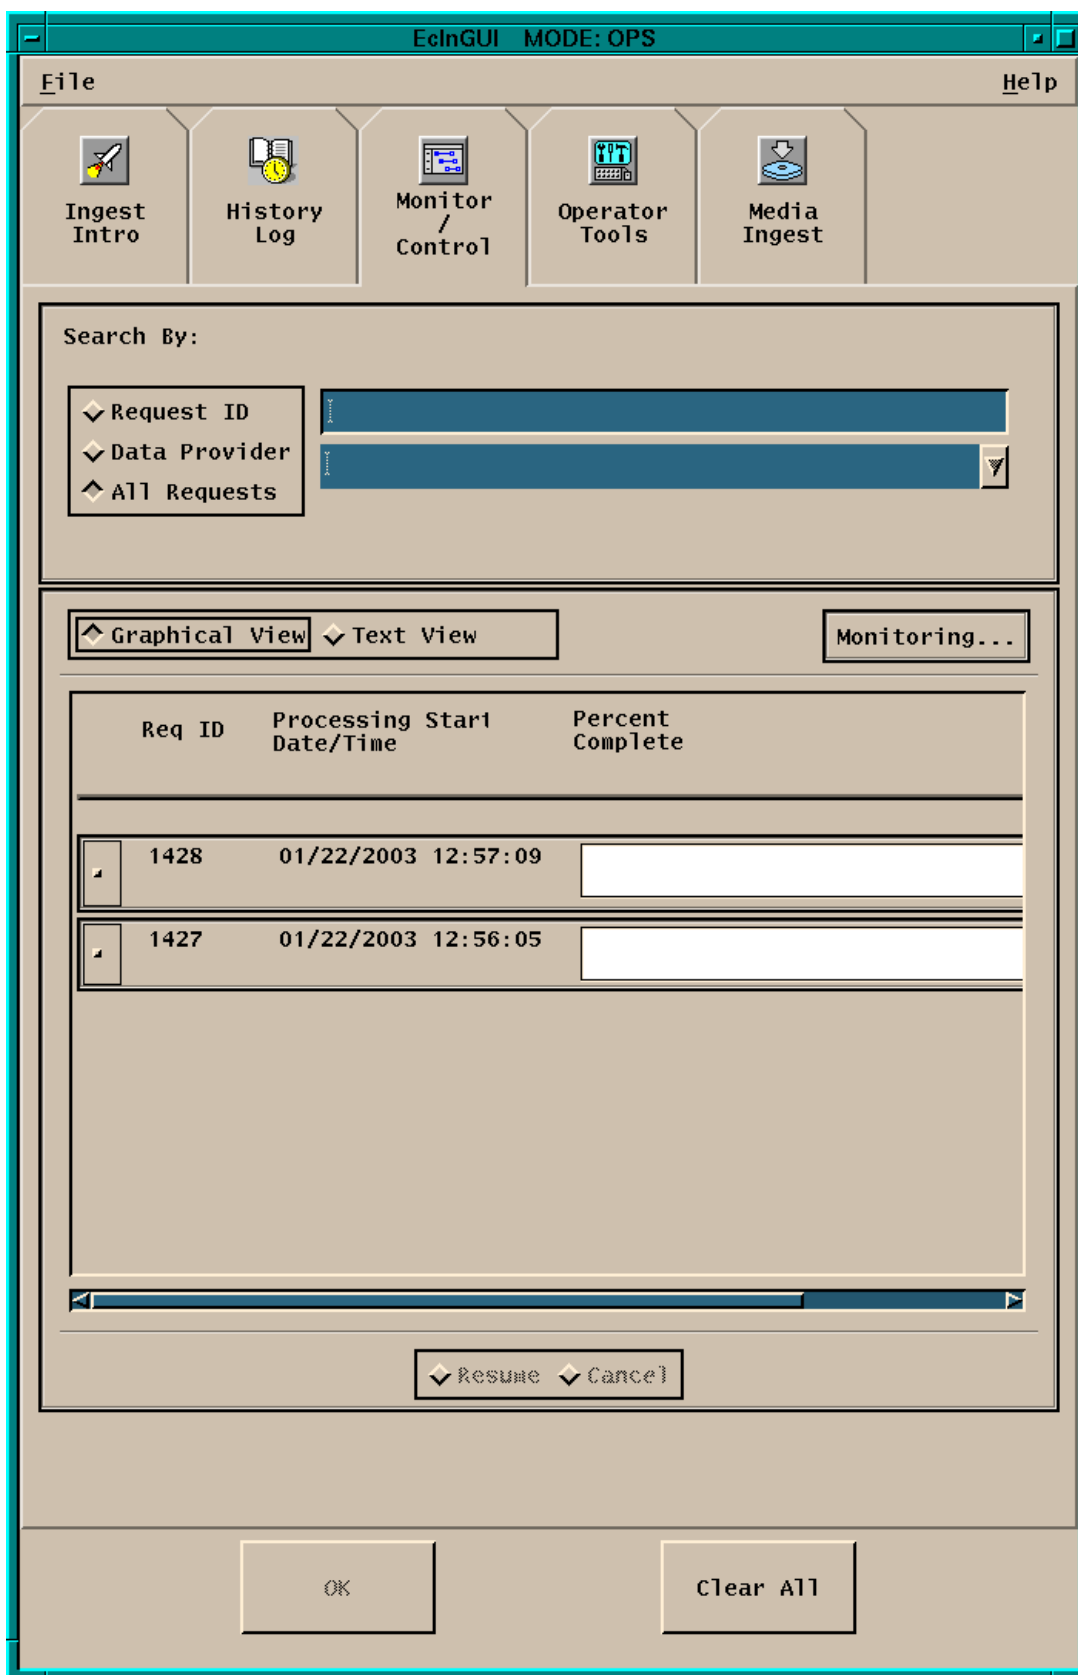 EcInGUI MODE: OPS
File Help
Ingest Intro
History Log
Monitor / Control
Operator Tools
Media Ingest
Search By:
Request ID
Data Provider
All Requests
Graphical View Text View Monitoring...
Req ID Processing Start Date/Time Percent Complete
1428 01/22/2003 12:57:09
1427 01/22/2003 12:56:05
Resume Cancel
OK Clear All